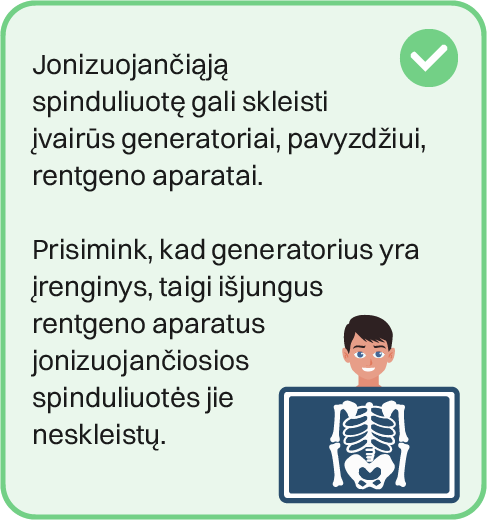 Jonizuojančiąją
spinduliuotę gali skleisti
įvairūs generatoriai, pavyzdžiui,
rentgeno aparatai.
Prisimink, kad generatorius yra
įrenginys, taigi išjungus
rentgeno aparatus
jonizuojančiosios
spinduliuotės jie
neskleistų.